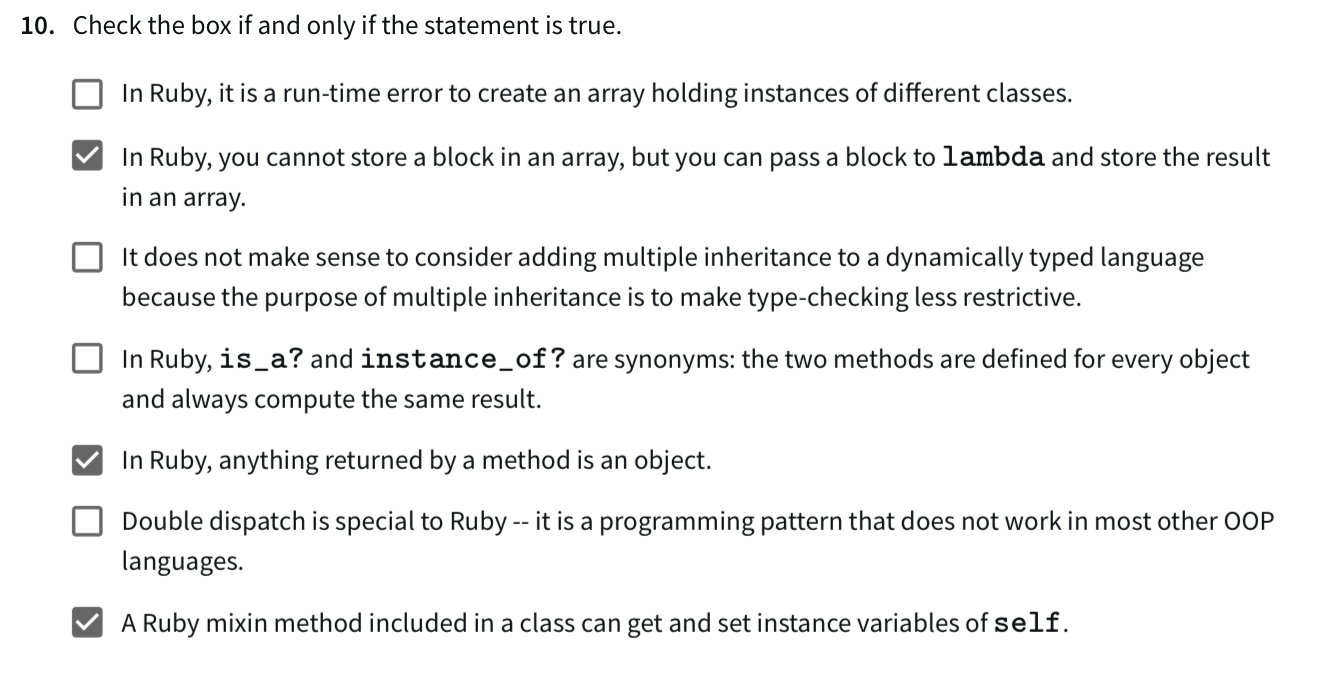 10. Check the box if and only if the statement is true.
In Ruby, it is a run-time error to create an array holding instances of different classes.
In Ruby, you cannot store a block in an array, but you can pass a block to lambda and store the result
in an array.
It does not make sense to consider adding multiple inheritance to a dynamically typed language
because the purpose of multiple inheritance is to make type-checking less restrictive.
In Ruby, is_a? and instance_of? are synonyms: the two methods are defined for every object
and always compute the same result.
In Ruby, anything returned by a method is an object.
Double dispatch is special to Ruby -- it is a programming pattern that does not work in most other OOP
languages.
A Ruby mixin method included in a class can get and set instance variables of self.